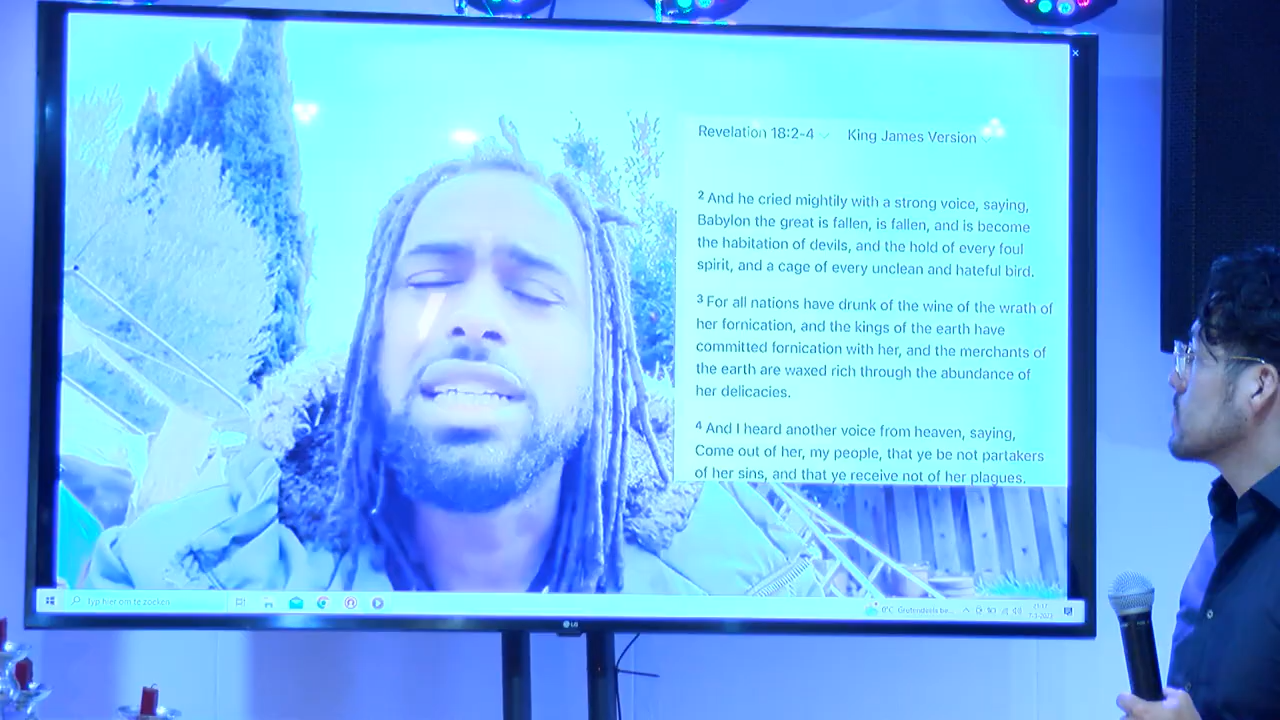 Revelation 18:2-4 King James Version
2 And he cried mightily with a strong voice, saying,
Babylon the great is fallen, is fallen, and is become
the habitation of devils, and the hold of every foul
spirit, and a cage of every unclean and hateful bird.
3 For all nations have drunk of the wine of the wrath of
her fornication, and the kings of the earth have
committed fornication with her, and the merchants of
the earth are waxed rich through the abundance of
her delicacies.
4 And I heard another voice from heaven, saying,
Come out of her, my people, that ye be not partakers
of her sins, and that ye receive not of her plagues.
Typ hier om te zoeken
0°C Grotendeels be...
LG